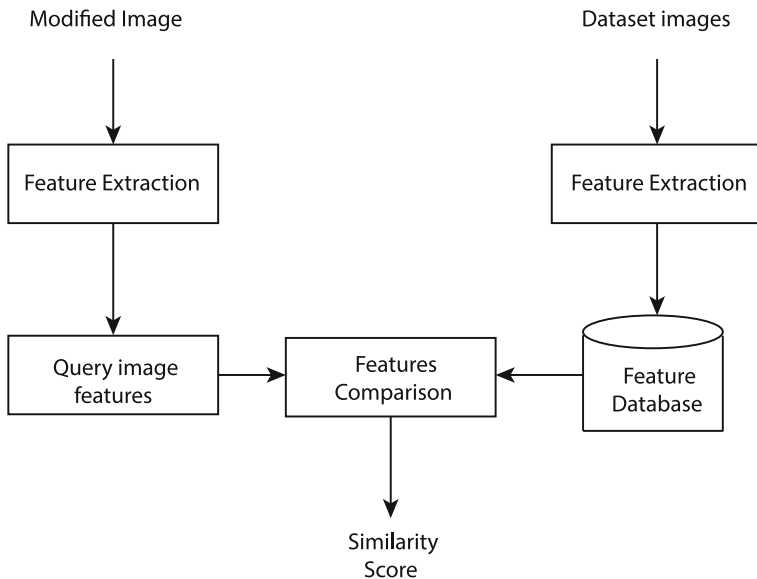 Modified Image
Dataset images
Feature Extraction
Feature Extraction
Query image
features
Features
Comparison
Feature
Database
Similarity
Score